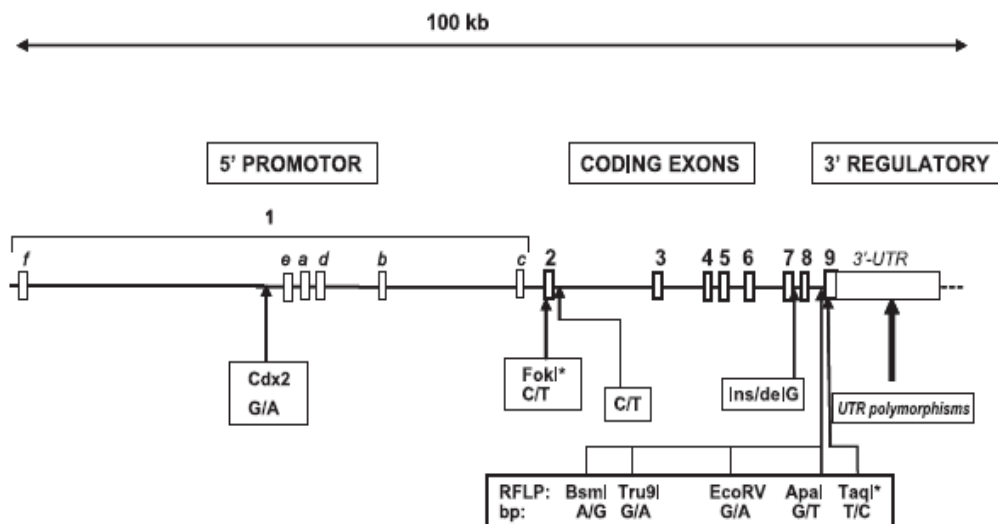 100 kb
5' PROMOTOR CODING EXONS 3' REGULATORY
1
f e a d b c 2 3 4 5 6 7 8 9 3'-UTR
Cdx2
G/A
FokI*
C/T
C/T
Ins/delG
UTR polymorphisms
RFLP: BsmI Tru9I EcoRV ApaI TaqI*
bp: A/G G/A G/A G/T T/C